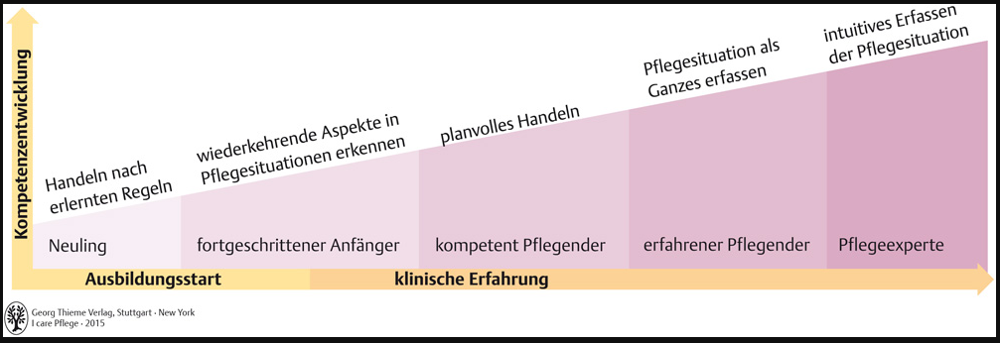 Kompetenzentwicklung
Handeln nach
erlernten Regeln
wiederkehrende Aspekte in
Pflegesituationen erkennen
planvolles Handeln
Pflegesituation als
Ganzes erfassen
intuitives Erfassen
der Pflegesituation
Neuling
fortgeschrittener Anfänger
kompetent Pflegender
erfahrener Pflegender
Pflegeexperte
Ausbildungsstart
klinische Erfahrung
Georg Thieme Verlag, Stuttgart · New York
I care Pflege · 2015